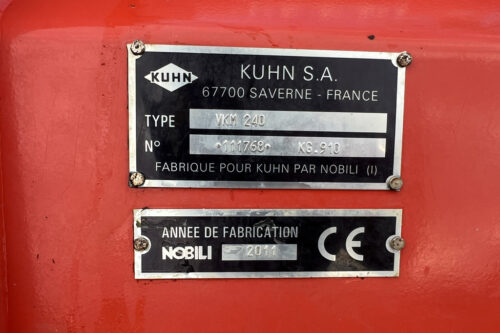 KUHN
KUHN S.A.
67700 SAVERNE - FRANCE
TYPE VKM 240
N° •111768• KG.910
FABRIQUE POUR KUHN PAR NOBILI (I)
ANNEE DE FABRICATION
NOBILI 2011 CE